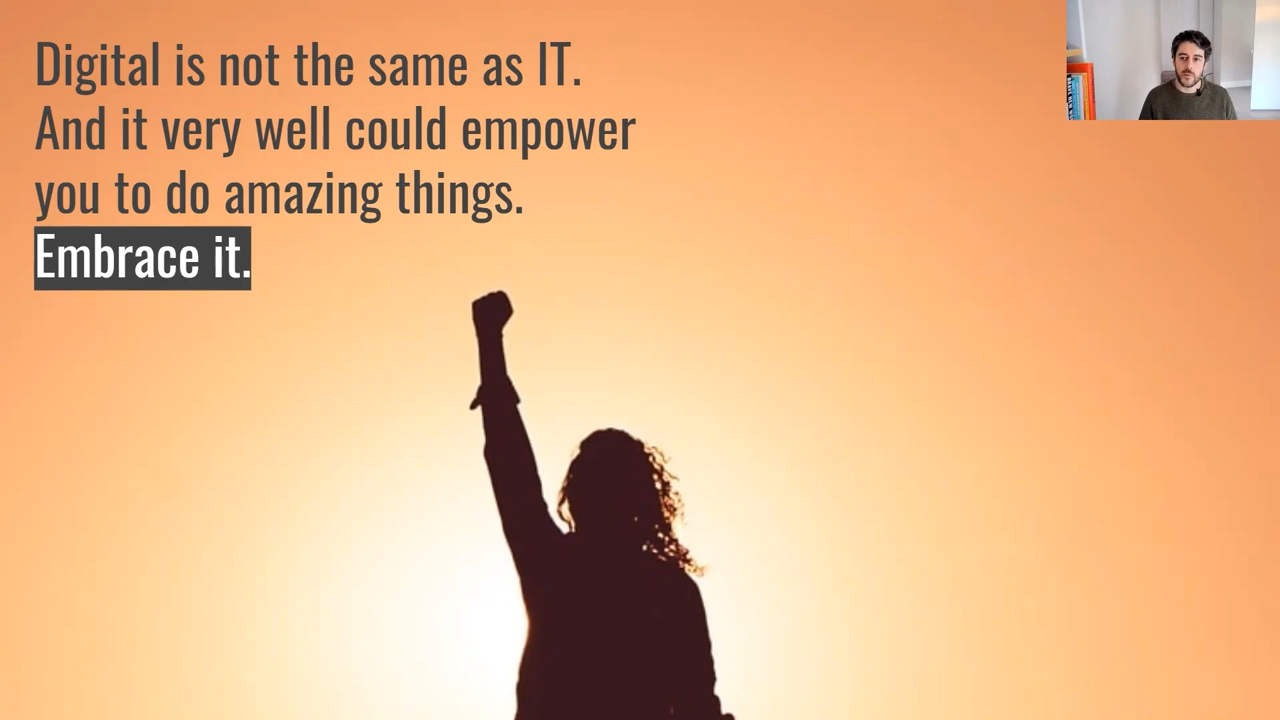 Digital is not the same as IT.
And it very well could empower
you to do amazing things.
Embrace it.